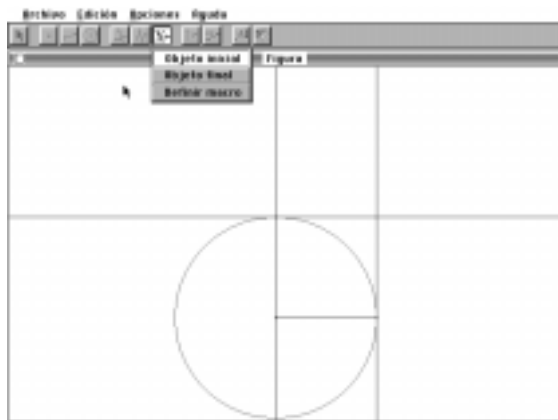 Archivo Edición Opciones Ayuda
Objeto inicial
Figura
Objeto final
Definir macro